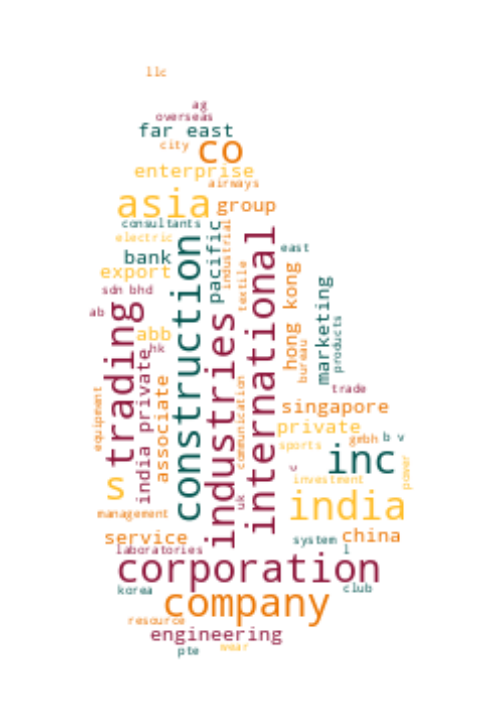 llc
ag
overseas
far east
city
co
enterprise
airways
asia
group
consultants
electric
bank
export
sdn bhd
ab
trading
abb
hk
india private
associate
equipment
construction
pacific
industrial
textile
industries
international
communication
uk
east
hong kong
bureau
marketing
products
trade
singapore
private
gmbh
b v
sports
inc
v
investment
power
s
india
management
service
system
china
laboratories
l
corporation
korea
club
company
resource
engineering
pte
wear